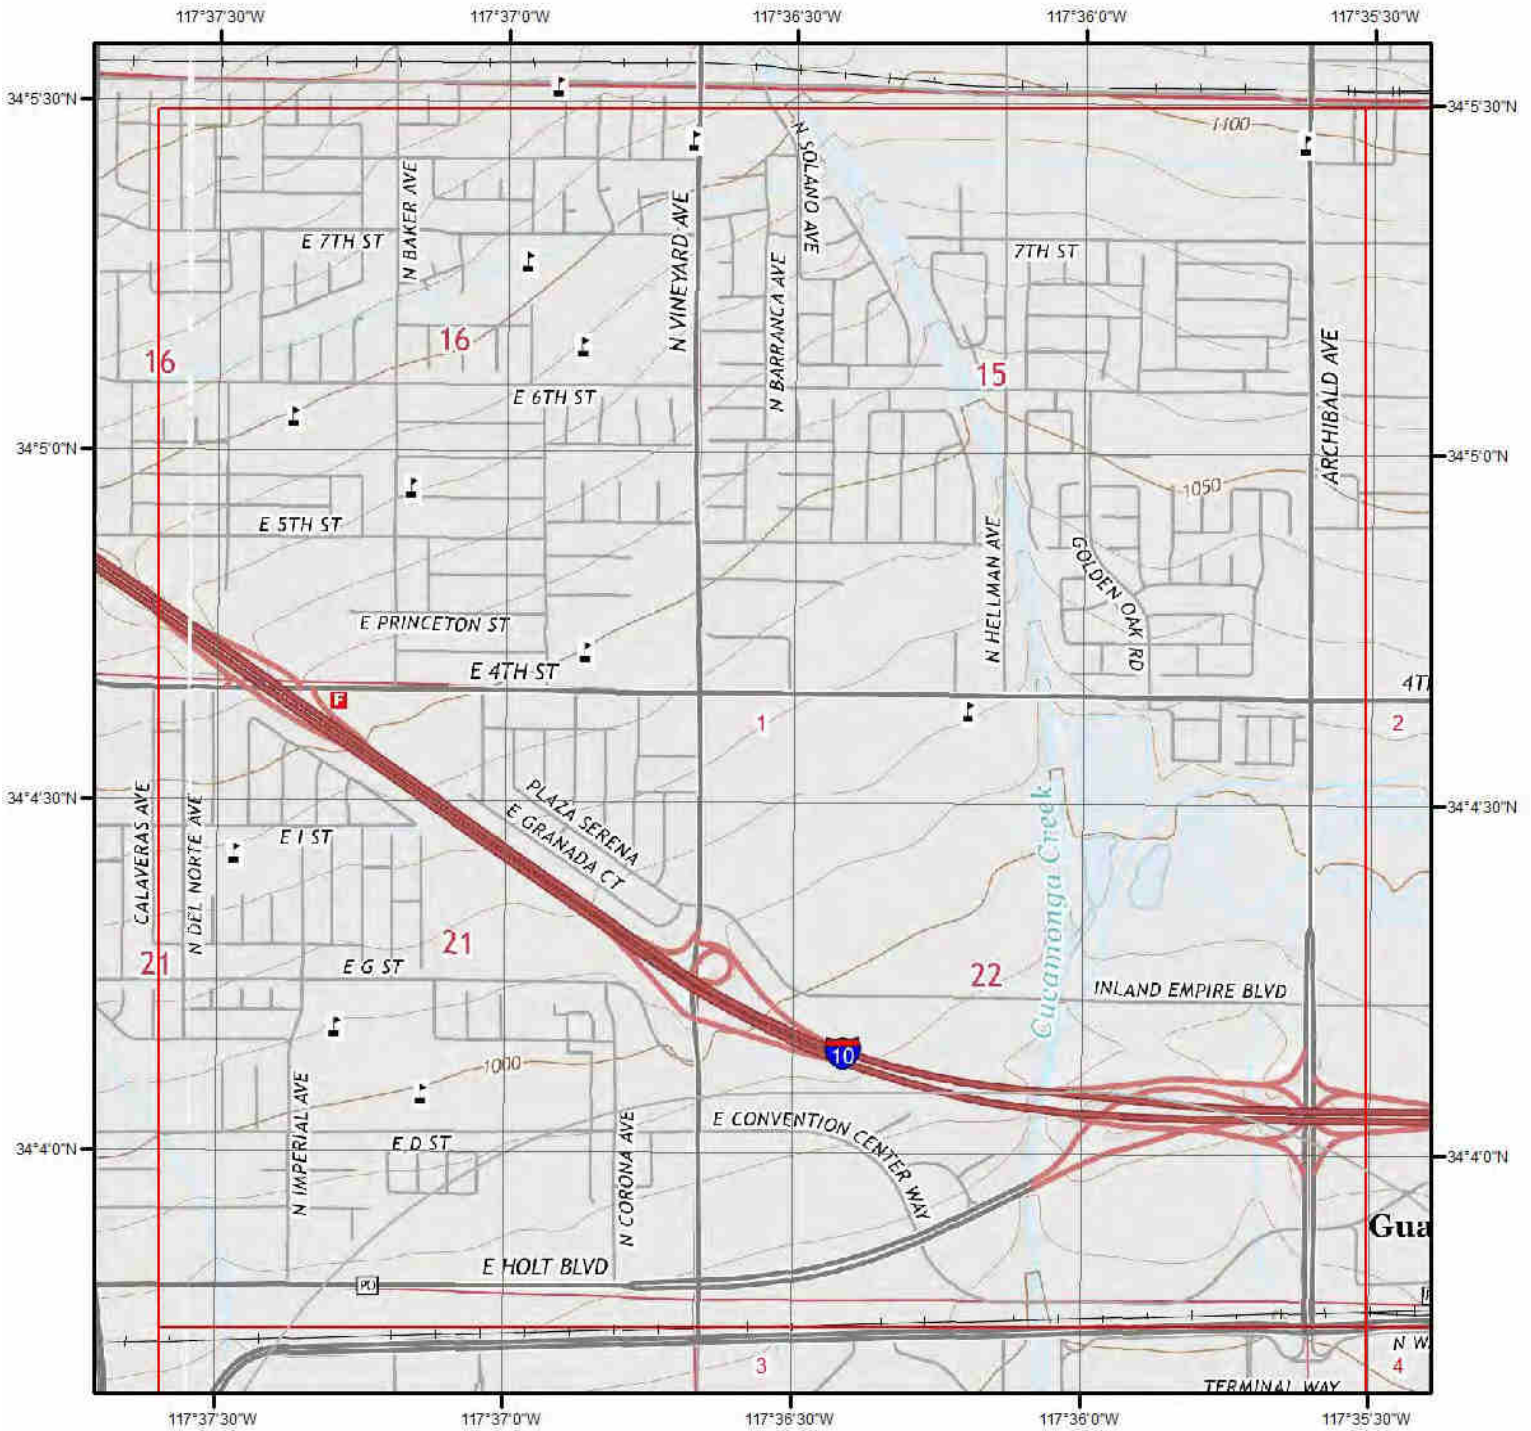 117°37'30"W
117°37'0"W
117°36'30"W
117°36'0"W
117°35'30"W
34°5'30"N
34°5'30"N
1100
N SOLANO AVE
N BAKER AVE
N VINEYARD AVE
E 7TH ST
7TH ST
N BARRANCA AVE
16
16
15
ARCHIBALD AVE
E 6TH ST
34°5'0"N
34°5'0"N
1050
E 5TH ST
N HELLMAN AVE
GOLDEN OAK RD
E PRINCETON ST
E 4TH ST
4TH
F
1
2
34°4'30"N
34°4'30"N
PLAZA SERENA
E GRANADA CT
CALAVERAS AVE
N DEL NORTE AVE
E I ST
Cucamonga Creek
21
21
22
E G ST
INLAND EMPIRE BLVD
10
1000
N IMPERIAL AVE
N CORONA AVE
E CONVENTION CENTER WAY
E D ST
34°4'0"N
34°4'0"N
Gua
E HOLT BLVD
PO
N W
3
4
TERMINAL WAY
117°37'30"W
117°37'0"W
117°36'30"W
117°36'0"W
117°35'30"W